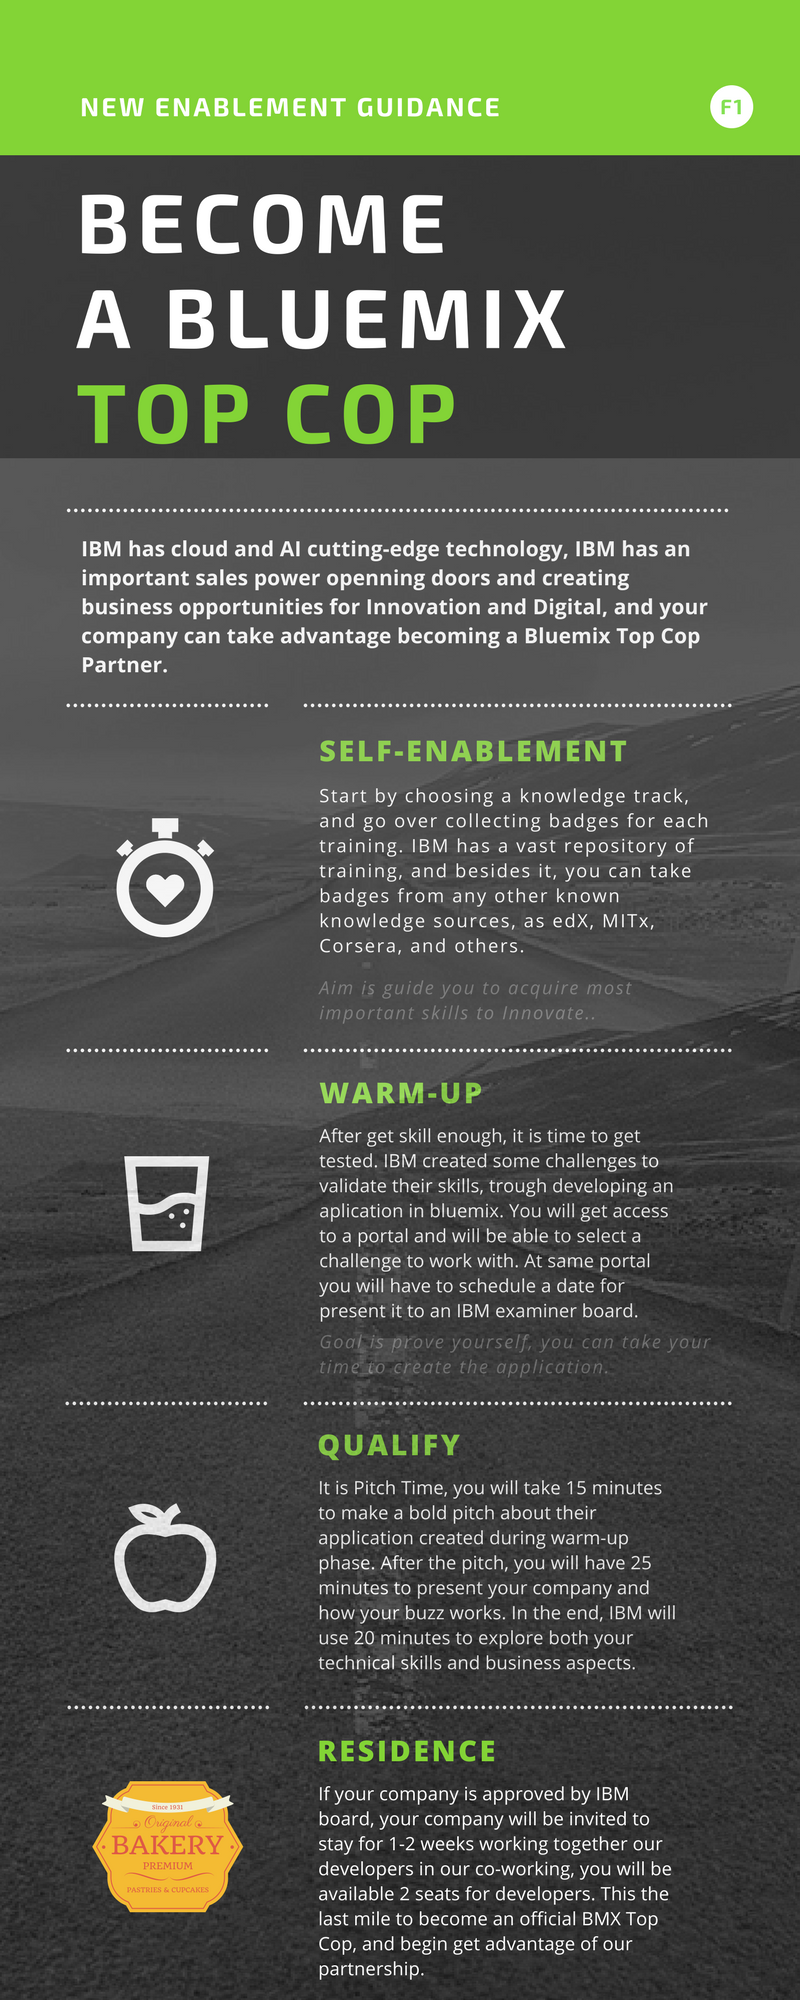 NEW ENABLEMENT GUIDANCE
F1
BECOME
A BLUEMIX
TOP COP
IBM has cloud and AI cutting-edge technology, IBM has an
important sales power openning doors and creating
business opportunities for Innovation and Digital, and your
company can take advantage becoming a Bluemix Top Cop
Partner.
SELF-ENABLEMENT
Start by choosing a knowledge track,
and go over collecting badges for each
training. IBM has a vast repository of
training, and besides it, you can take
badges from any other known
knowledge sources, as edX, MITx,
Corsera, and others.
Aim is guide you to acquire most
important skills to Innovate..
WARM-UP
After get skill enough, it is time to get
tested. IBM created some challenges to
validate their skills, trough developing an
aplication in bluemix. You will get access
to a portal and will be able to select a
challenge to work with. At same portal
you will have to schedule a date for
present it to an IBM examiner board.
Goal is prove yourself, you can take your
time to create the application.
QUALIFY
It is Pitch Time, you will take 15 minutes
to make a bold pitch about their
application created during warm-up
phase. After the pitch, you will have 25
minutes to present your company and
how your buzz works. In the end, IBM will
use 20 minutes to explore both your
technical skills and business aspects.
RESIDENCE
Since 1931
Original
BAKERY
PREMIUM
PASTRIES & CUPCAKES
If your company is approved by IBM
board, your company will be invited to
stay for 1-2 weeks working together our
developers in our co-working, you will be
available 2 seats for developers. This the
last mile to become an official BMX Top
Cop, and begin get advantage of our
partnership.